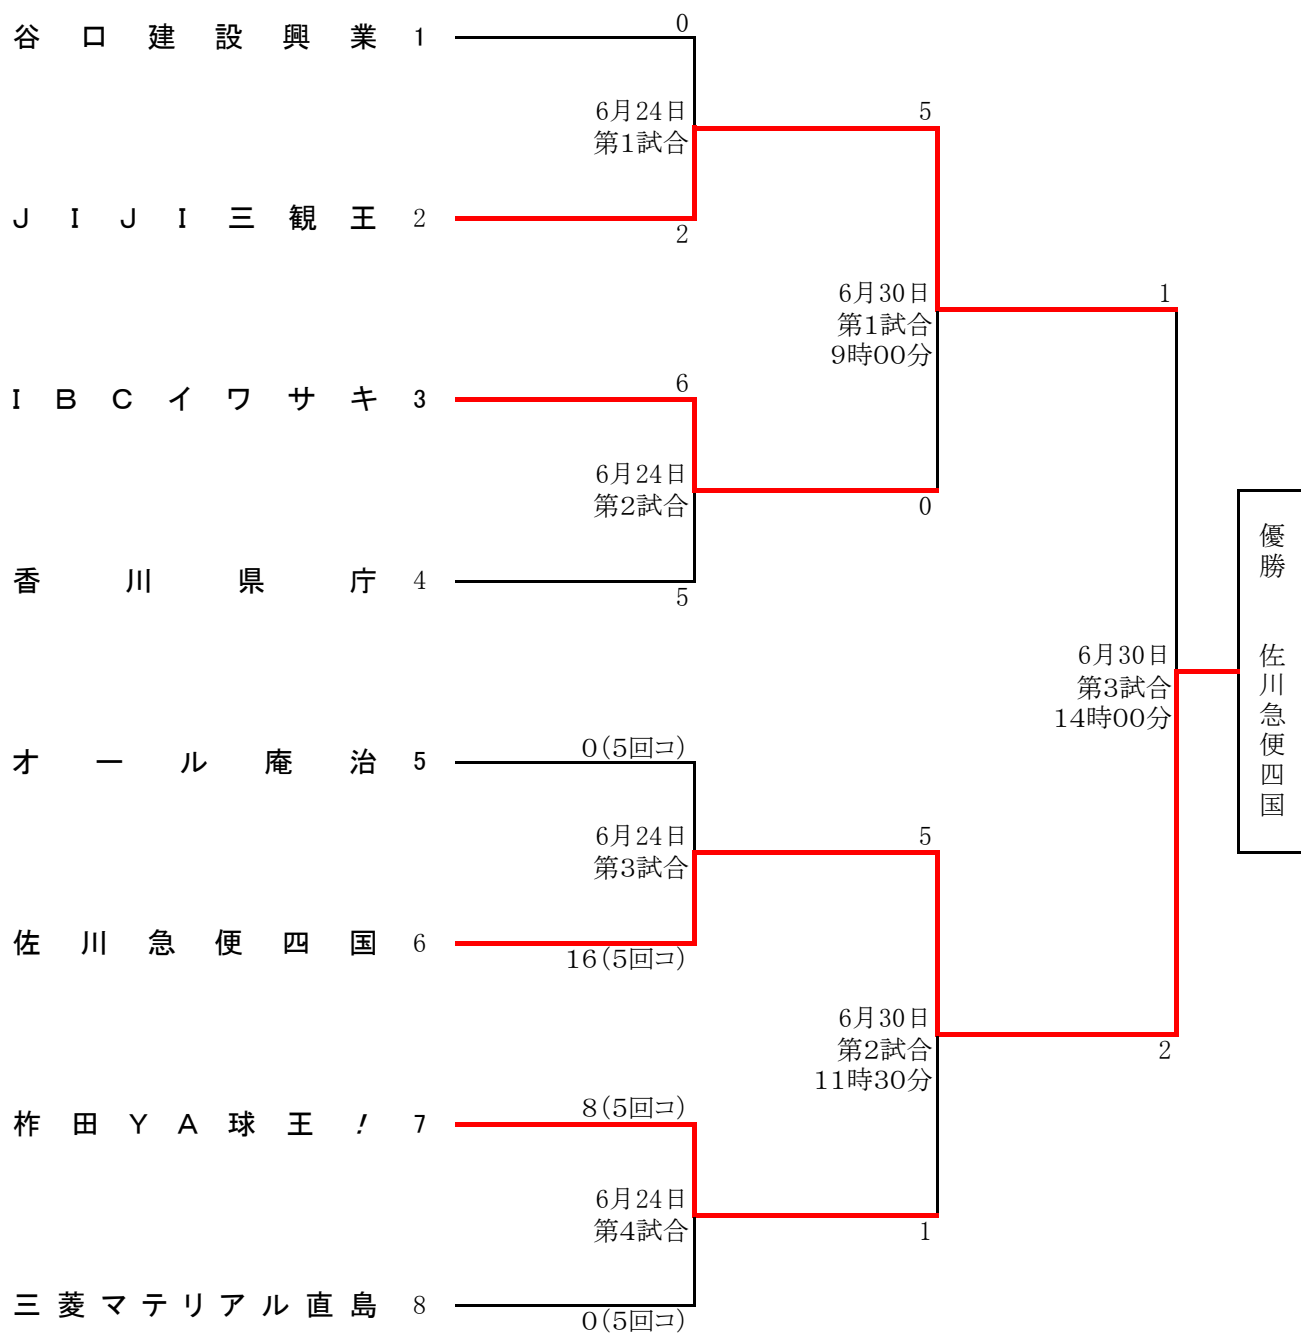 谷口建設興業 1
0
6月24日
第1試合
5
JIJI三観王 2
2
6月30日
第1試合
9時00分
1
IBCイワサキ 3
6
6月24日
第2試合
0
香川県庁 4
5
優勝 佐川急便四国
6月30日
第3試合
14時00分
オール庵治 5
0(5回コ)
6月24日
第3試合
5
佐川急便四国 6
16(5回コ)
6月30日
第2試合
11時30分
2
柞田YA球王! 7
8(5回コ)
6月24日
第4試合
1
三菱マテリアル直島 8
0(5回コ)